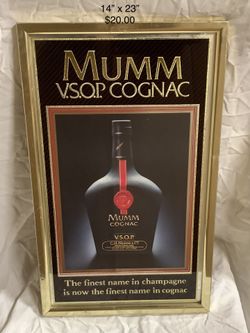 14” x 23”
$20.00
MUMM
V.S.O.P. COGNAC
MUMM
COGNAC
V.S.O.P.
The finest name in champagne
is now the finest name in cognac